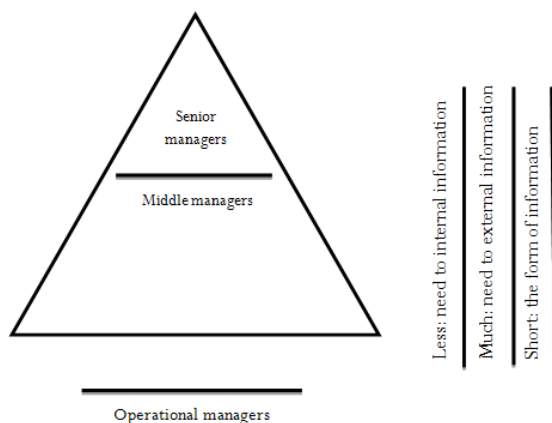 Senior
managers
Middle managers
Operational managers
Less: need to internal information
Much: need to external information
Short: the form of information